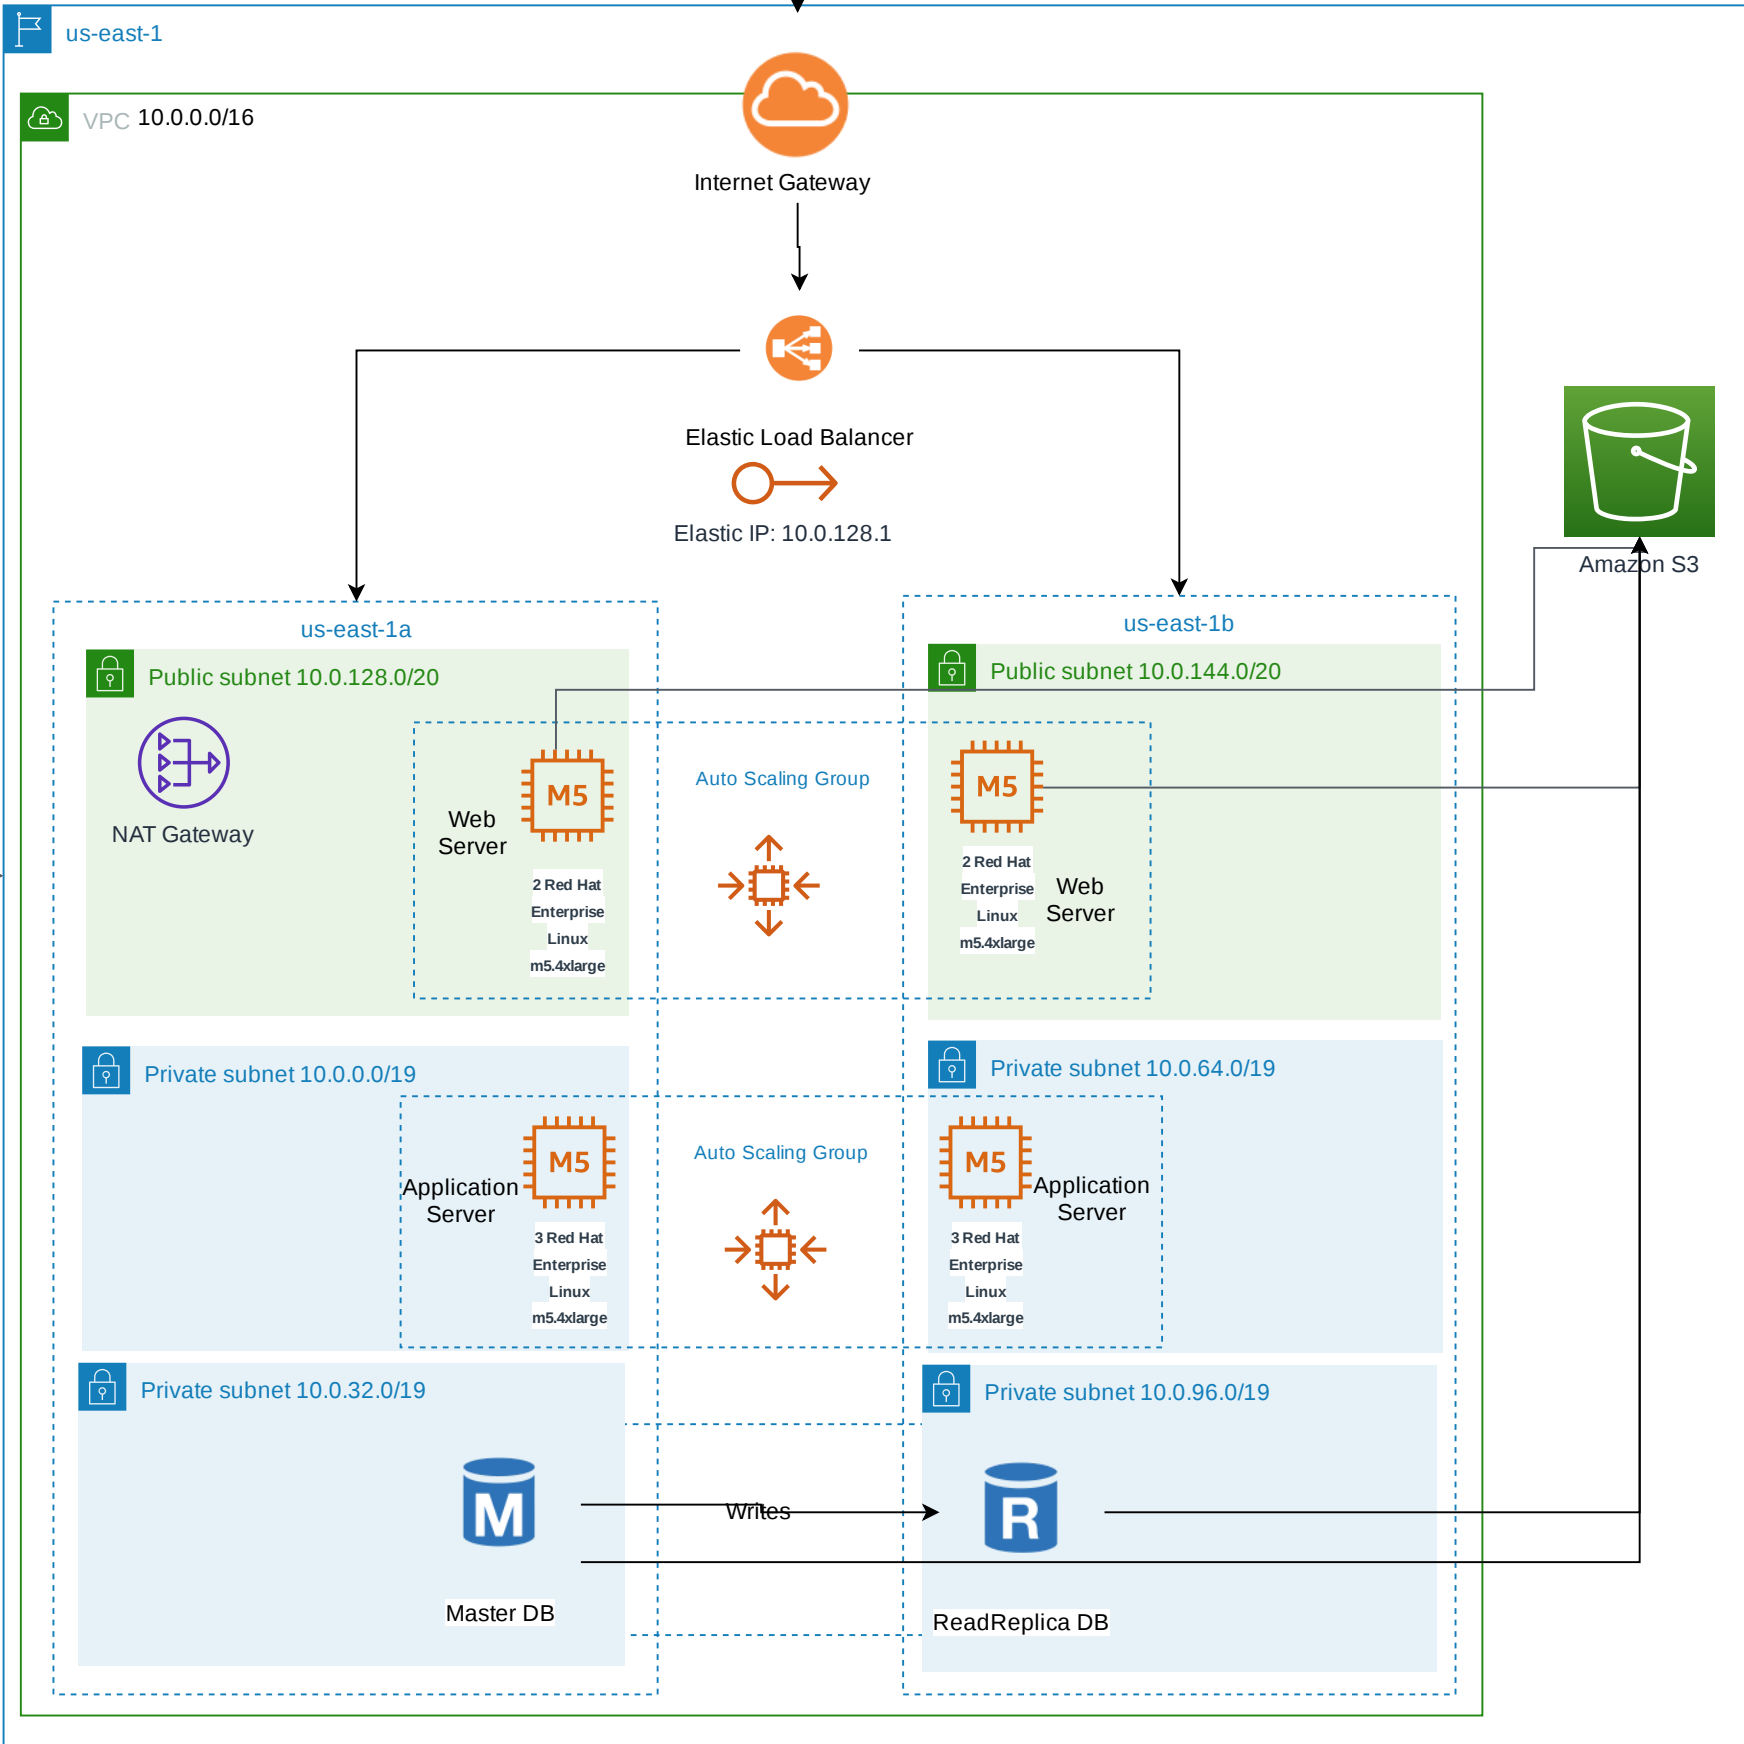 us-east-1
VPC 10.0.0.0/16
Internet Gateway
Elastic Load Balancer
Elastic IP: 10.0.128.1
Amazon S3
us-east-1a
us-east-1b
Public subnet 10.0.128.0/20
Public subnet 10.0.144.0/20
NAT Gateway
Web
Server
M5
2 Red Hat
Enterprise
Linux
m5.4xlarge
Auto Scaling Group
M5
2 Red Hat
Enterprise
Linux
m5.4xlarge
Web
Server
Private subnet 10.0.0.0/19
Private subnet 10.0.64.0/19
Application
Server
M5
3 Red Hat
Enterprise
Linux
m5.4xlarge
Auto Scaling Group
M5
3 Red Hat
Enterprise
Linux
m5.4xlarge
Application
Server
Private subnet 10.0.32.0/19
Private subnet 10.0.96.0/19
M
Writes
R
Master DB
ReadReplica DB